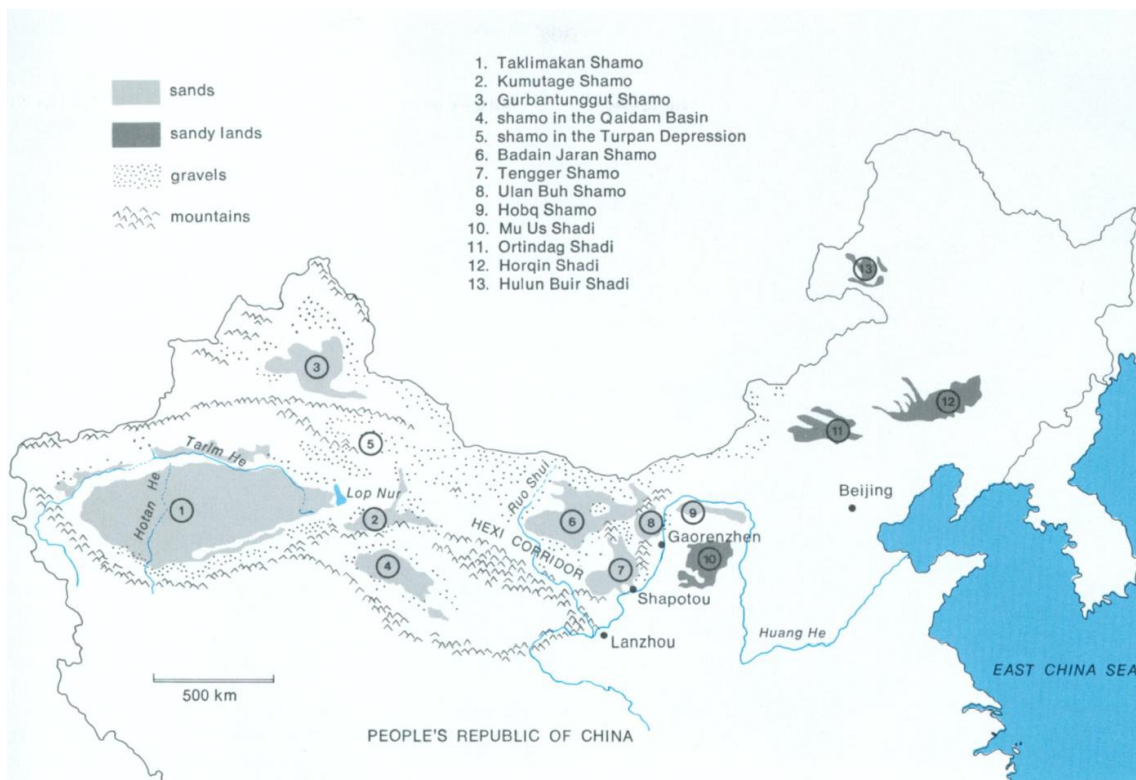 sands
sandy lands
gravels
mountains
1. Taklimakan Shamo
2. Kumutage Shamo
3. Gurbantunggut Shamo
4. shamo in the Qaidam Basin
5. shamo in the Turpan Depression
6. Badain Jaran Shamo
7. Tengger Shamo
8. Ulan Buh Shamo
9. Hobq Shamo
10. Mu Us Shadi
11. Ortindag Shadi
12. Horqin Shadi
13. Hulun Buir Shadi
13
3
12
11
5
Tarim He
Hotan He
Lop Nur
Ruo Shui
Beijing
1
2
6
8
9
HEXI CORRIDOR
Gaorenzhen
4
7
10
Shapotou
Lanzhou
Huang He
500 km
EAST CHINA SEA
PEOPLE'S REPUBLIC OF CHINA